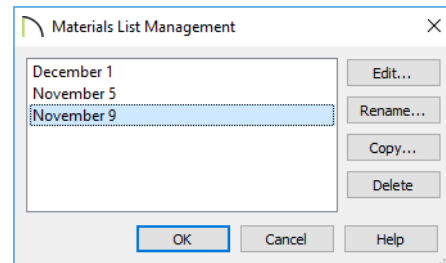 Materials List Management
December 1
November 5
November 9
Edit...
Rename...
Copy...
Delete
OK Cancel Help